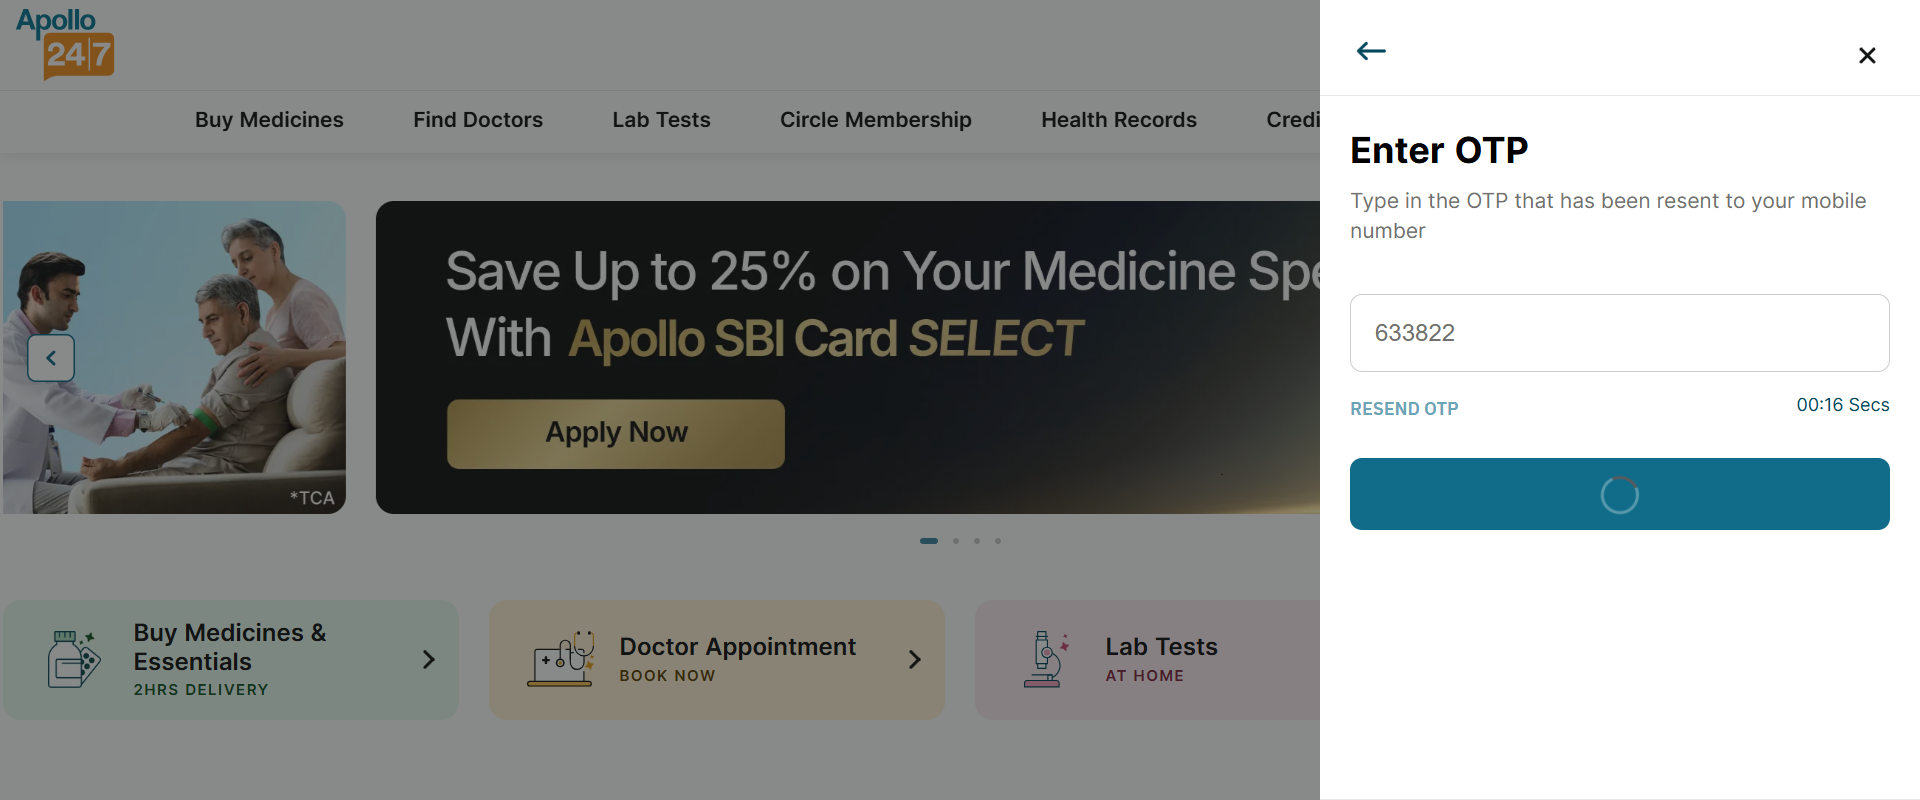 Apollo
24|7
Buy Medicines
Find Doctors
Lab Tests
Circle Membership
Health Records
Credi
*TCA
Save Up to 25% on Your Medicine Spe
With Apollo SBI Card SELECT
Apply Now
Buy Medicines &
Essentials
2HRS DELIVERY
Doctor Appointment
BOOK NOW
Lab Tests
AT HOME
Enter OTP
Type in the OTP that has been resent to your mobile
number
633822
RESEND OTP
00:16 Secs